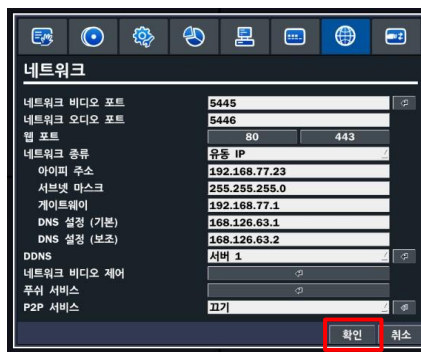 네트워크
네트워크 비디오 포트 5445
네트워크 오디오 포트 5446
웹 포트 80 443
네트워크 종류 유동 IP
아이피 주소 192.168.77.23
서브넷 마스크 255.255.255.0
게이트웨이 192.168.77.1
DNS 설정 (기본) 168.126.63.1
DNS 설정 (보조) 168.126.63.2
DDNS 서버 1
네트워크 비디오 제어
푸쉬 서비스
P2P 서비스 끄기
확인 취소